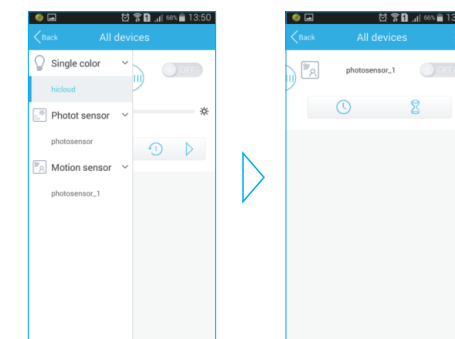 68% 13:50
Back All devices
Single color
OFF
hicloud
Photot sensor
photosensor
Motion sensor
photosensor_1
66% 13
Back All devices
photosensor_1 OFF